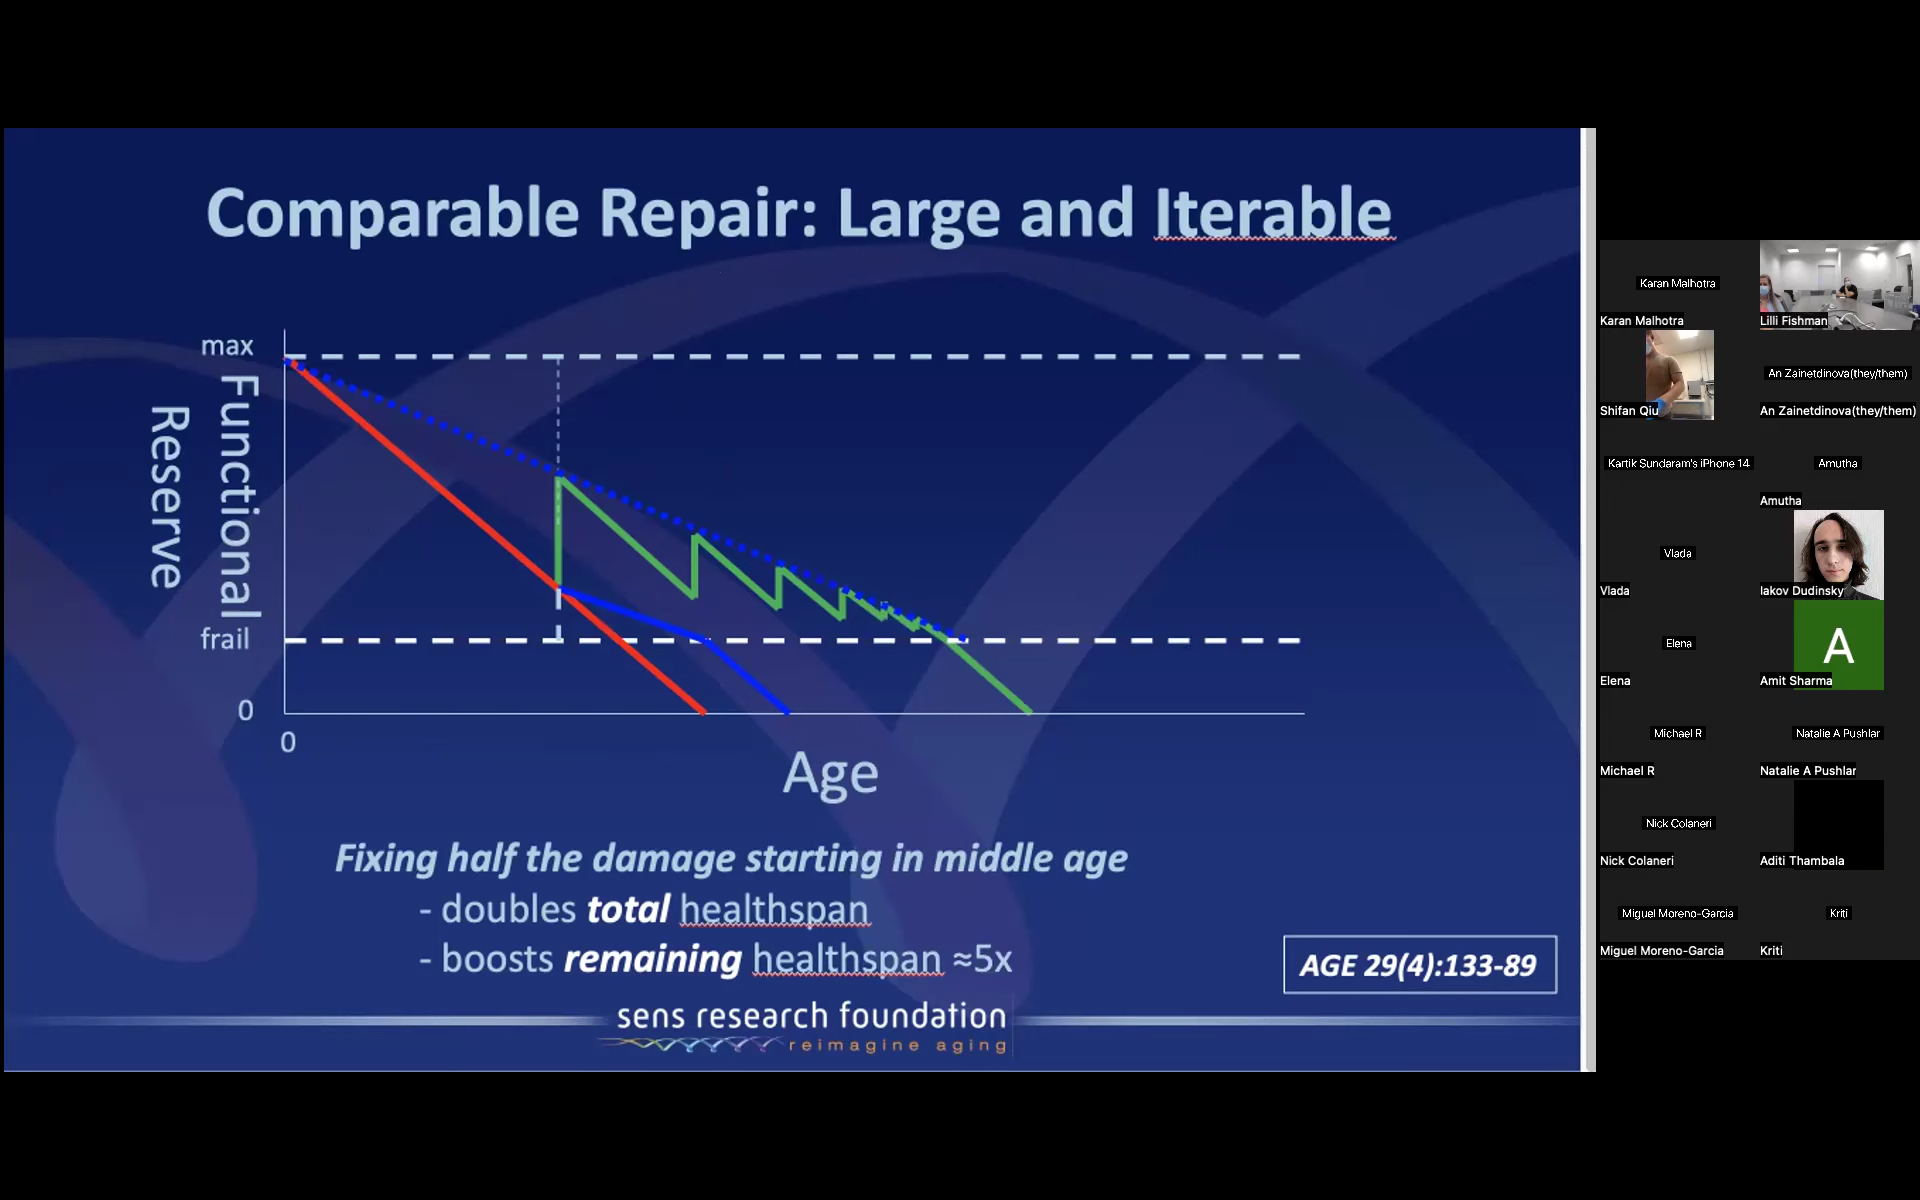 Comparable Repair: Large and Iterable
max
Functional
Reserve
frail
0
0
Age
Fixing half the damage starting in middle age
- doubles total healthspan
- boosts remaining healthspan ≈5x
AGE 29(4):133-89
sens research foundation
reimagine aging
Karan Malhotra
Karan Malhotra
Lilli Fishman
Shifan Qiu
An Zainetdinova(they/them)
An Zainetdinova(they/them)
Kartik Sundaram's iPhone 14
Amutha
Amutha
Vlada
Vlada
Iakov Dudinsky
Elena
Elena
A
Amit Sharma
Michael R
Michael R
Natalie A Pushlar
Natalie A Pushlar
Nick Colaneri
Nick Colaneri
Aditi Thambala
Miguel Moreno-Garcia
Miguel Moreno-Garcia
Kriti
Kriti